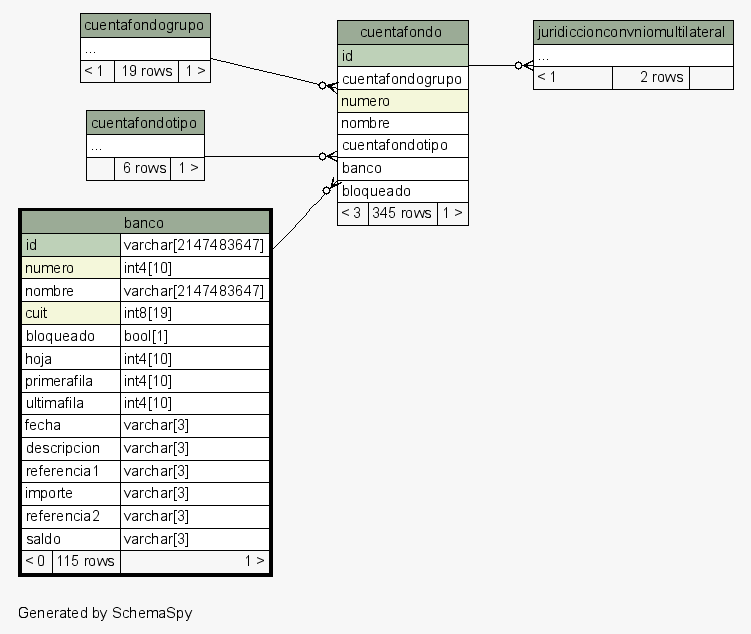 cuentafondogrupo
...
< 1 19 rows 1 >
cuentafondotipo
...
6 rows 1 >
cuentafondo
id
cuentafondogrupo
numero
nombre
cuentafondotipo
banco
bloqueado
< 3 345 rows 1 >
juridiccionconvniomultilateral
...
< 1 2 rows
banco
id varchar[2147483647]
numero int4[10]
nombre varchar[2147483647]
cuit int8[19]
bloqueado bool[1]
hoja int4[10]
primerafila int4[10]
ultimafila int4[10]
fecha varchar[3]
descripcion varchar[3]
referencia1 varchar[3]
importe varchar[3]
referencia2 varchar[3]
saldo varchar[3]
< 0 115 rows 1 >
Generated by SchemaSpy